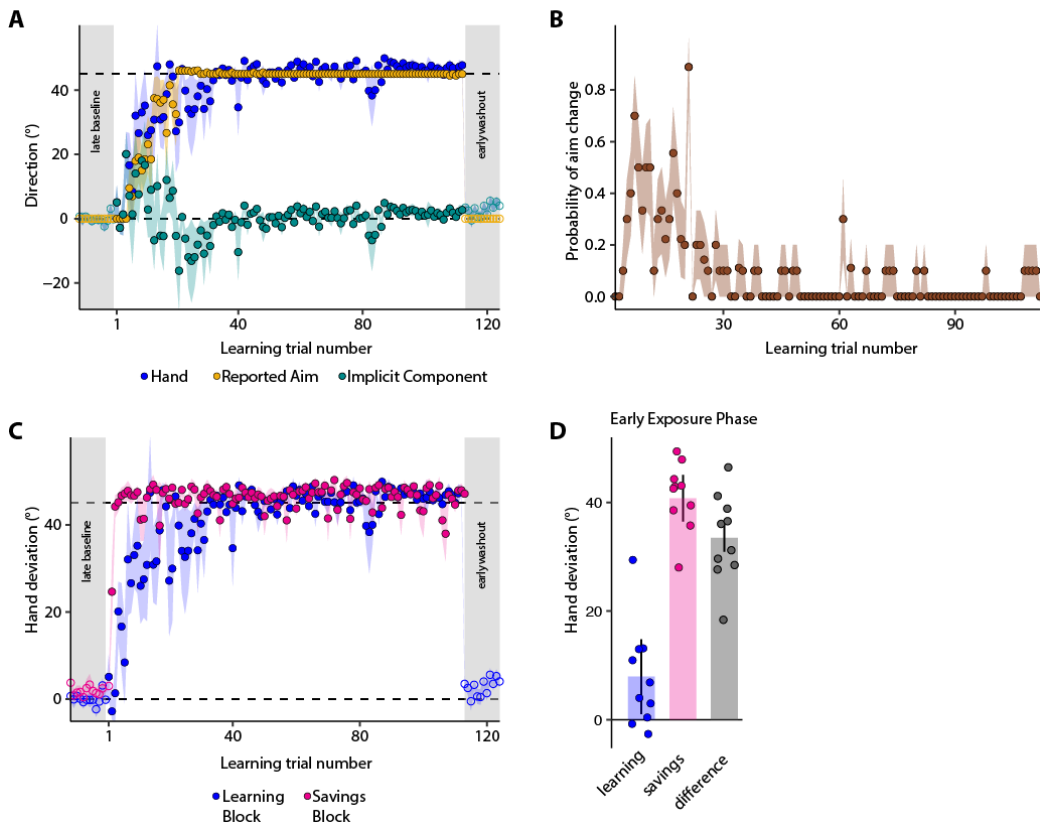 A
Direction (°)
40
20
0
−20
late baseline
early washout
1
40
80
120
Learning trial number
Hand
Reported Aim
Implicit Component
B
Probability of aim change
0.8
0.6
0.4
0.2
0.0
30
60
90
Learning trial number
C
Hand deviation (°)
40
20
0
late baseline
early washout
1
40
80
120
Learning trial number
Learning
Block
Savings
Block
D
Early Exposure Phase
Hand deviation (°)
40
20
0
learning
savings
difference